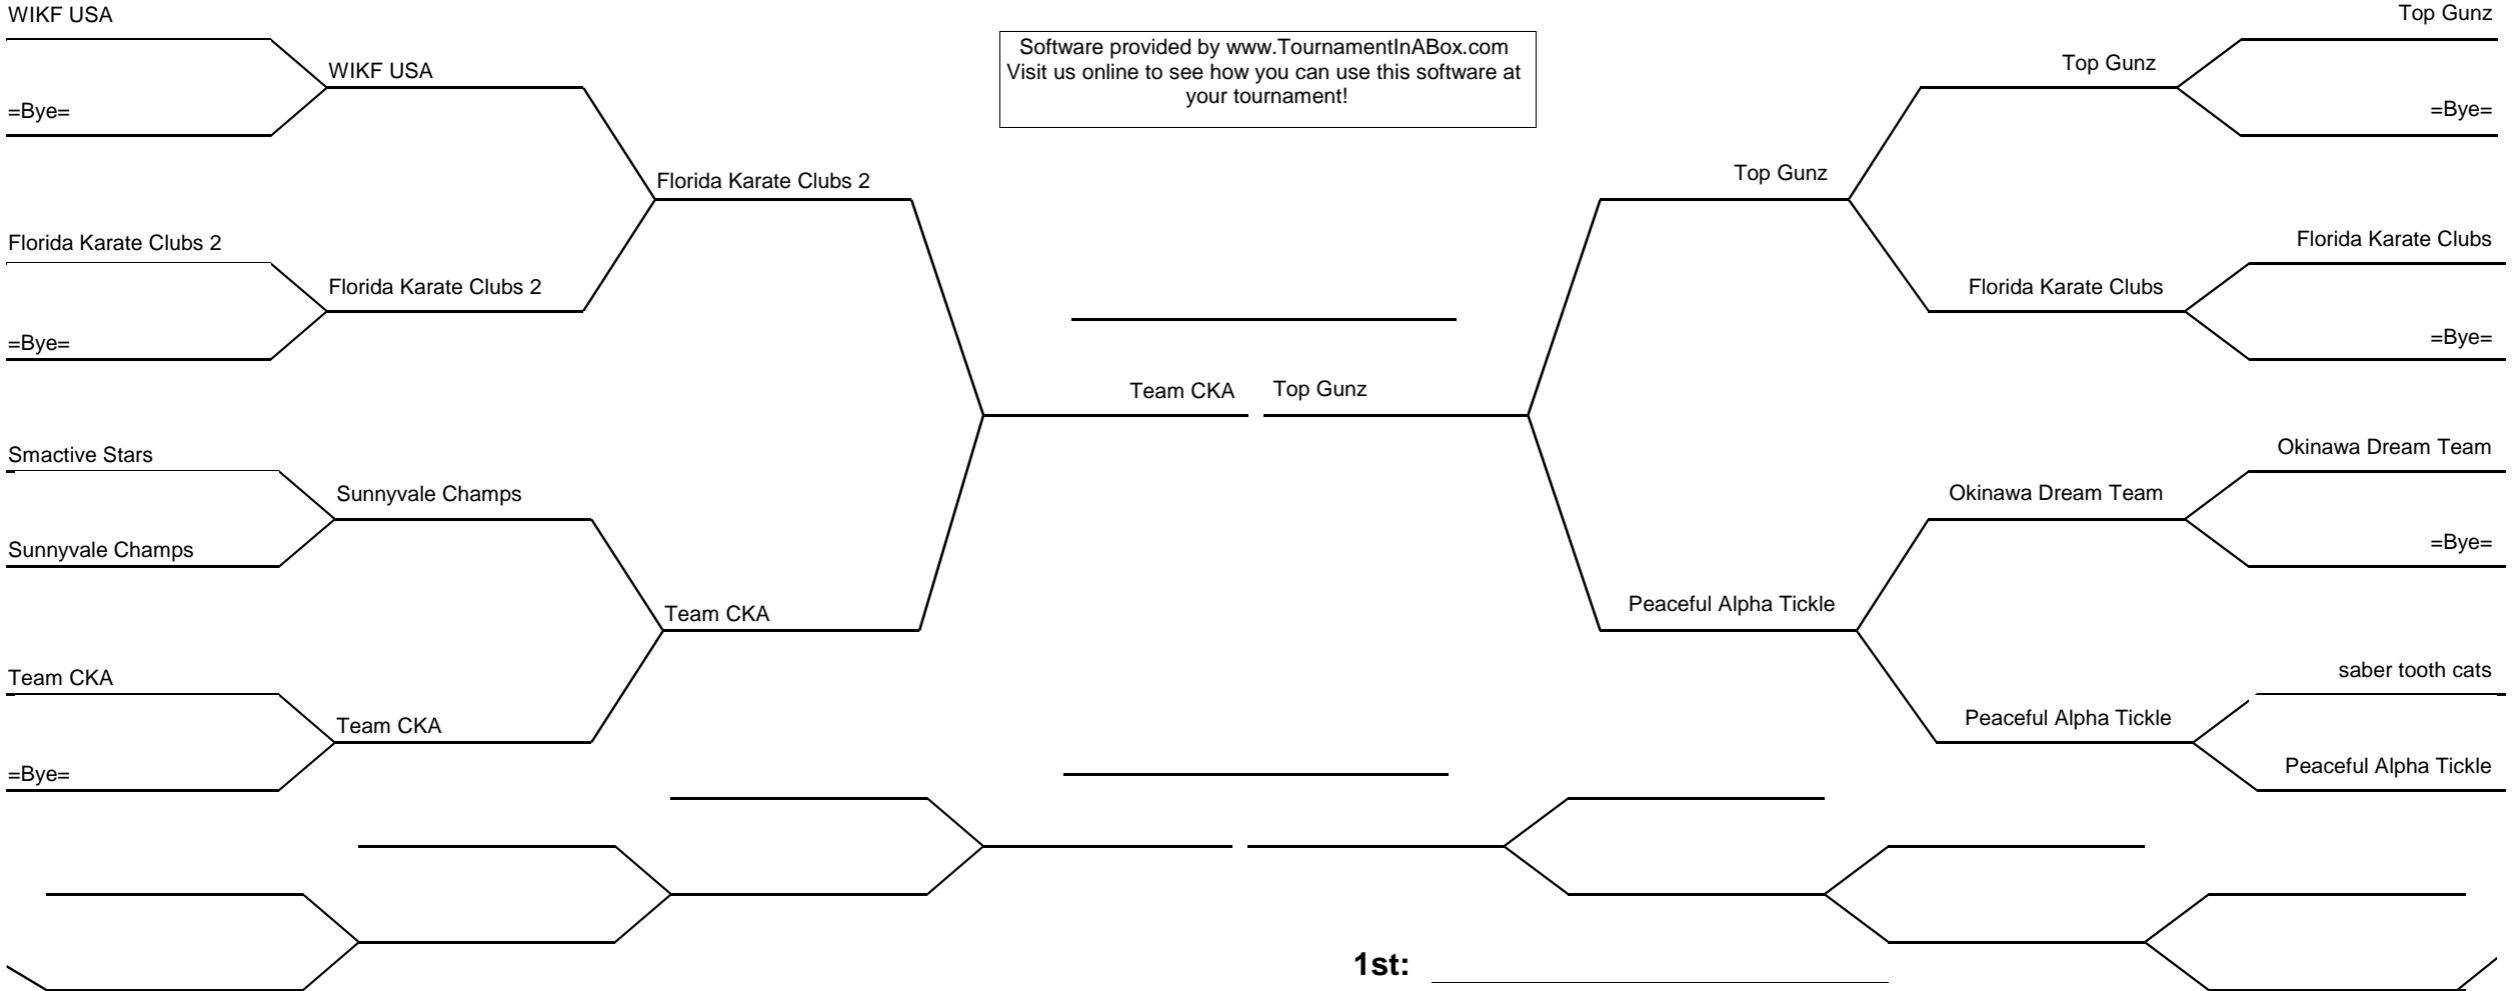 WIKF USA
=Bye=
Florida Karate Clubs 2
=Bye=
Smactive Stars
Sunnyvale Champs
Team CKA
=Bye=
WIKF USA
Florida Karate Clubs 2
Sunnyvale Champs
Team CKA
Florida Karate Clubs 2
Team CKA
Software provided by www.TournamentInABox.com
Visit us online to see how you can use this software at
your tournament!
Team CKA
Top Gunz
Top Gunz
Peaceful Alpha Tickle
Top Gunz
Florida Karate Clubs
Okinawa Dream Team
Peaceful Alpha Tickle
Top Gunz
=Bye=
Florida Karate Clubs
=Bye=
Okinawa Dream Team
=Bye=
saber tooth cats
Peaceful Alpha Tickle
1st: